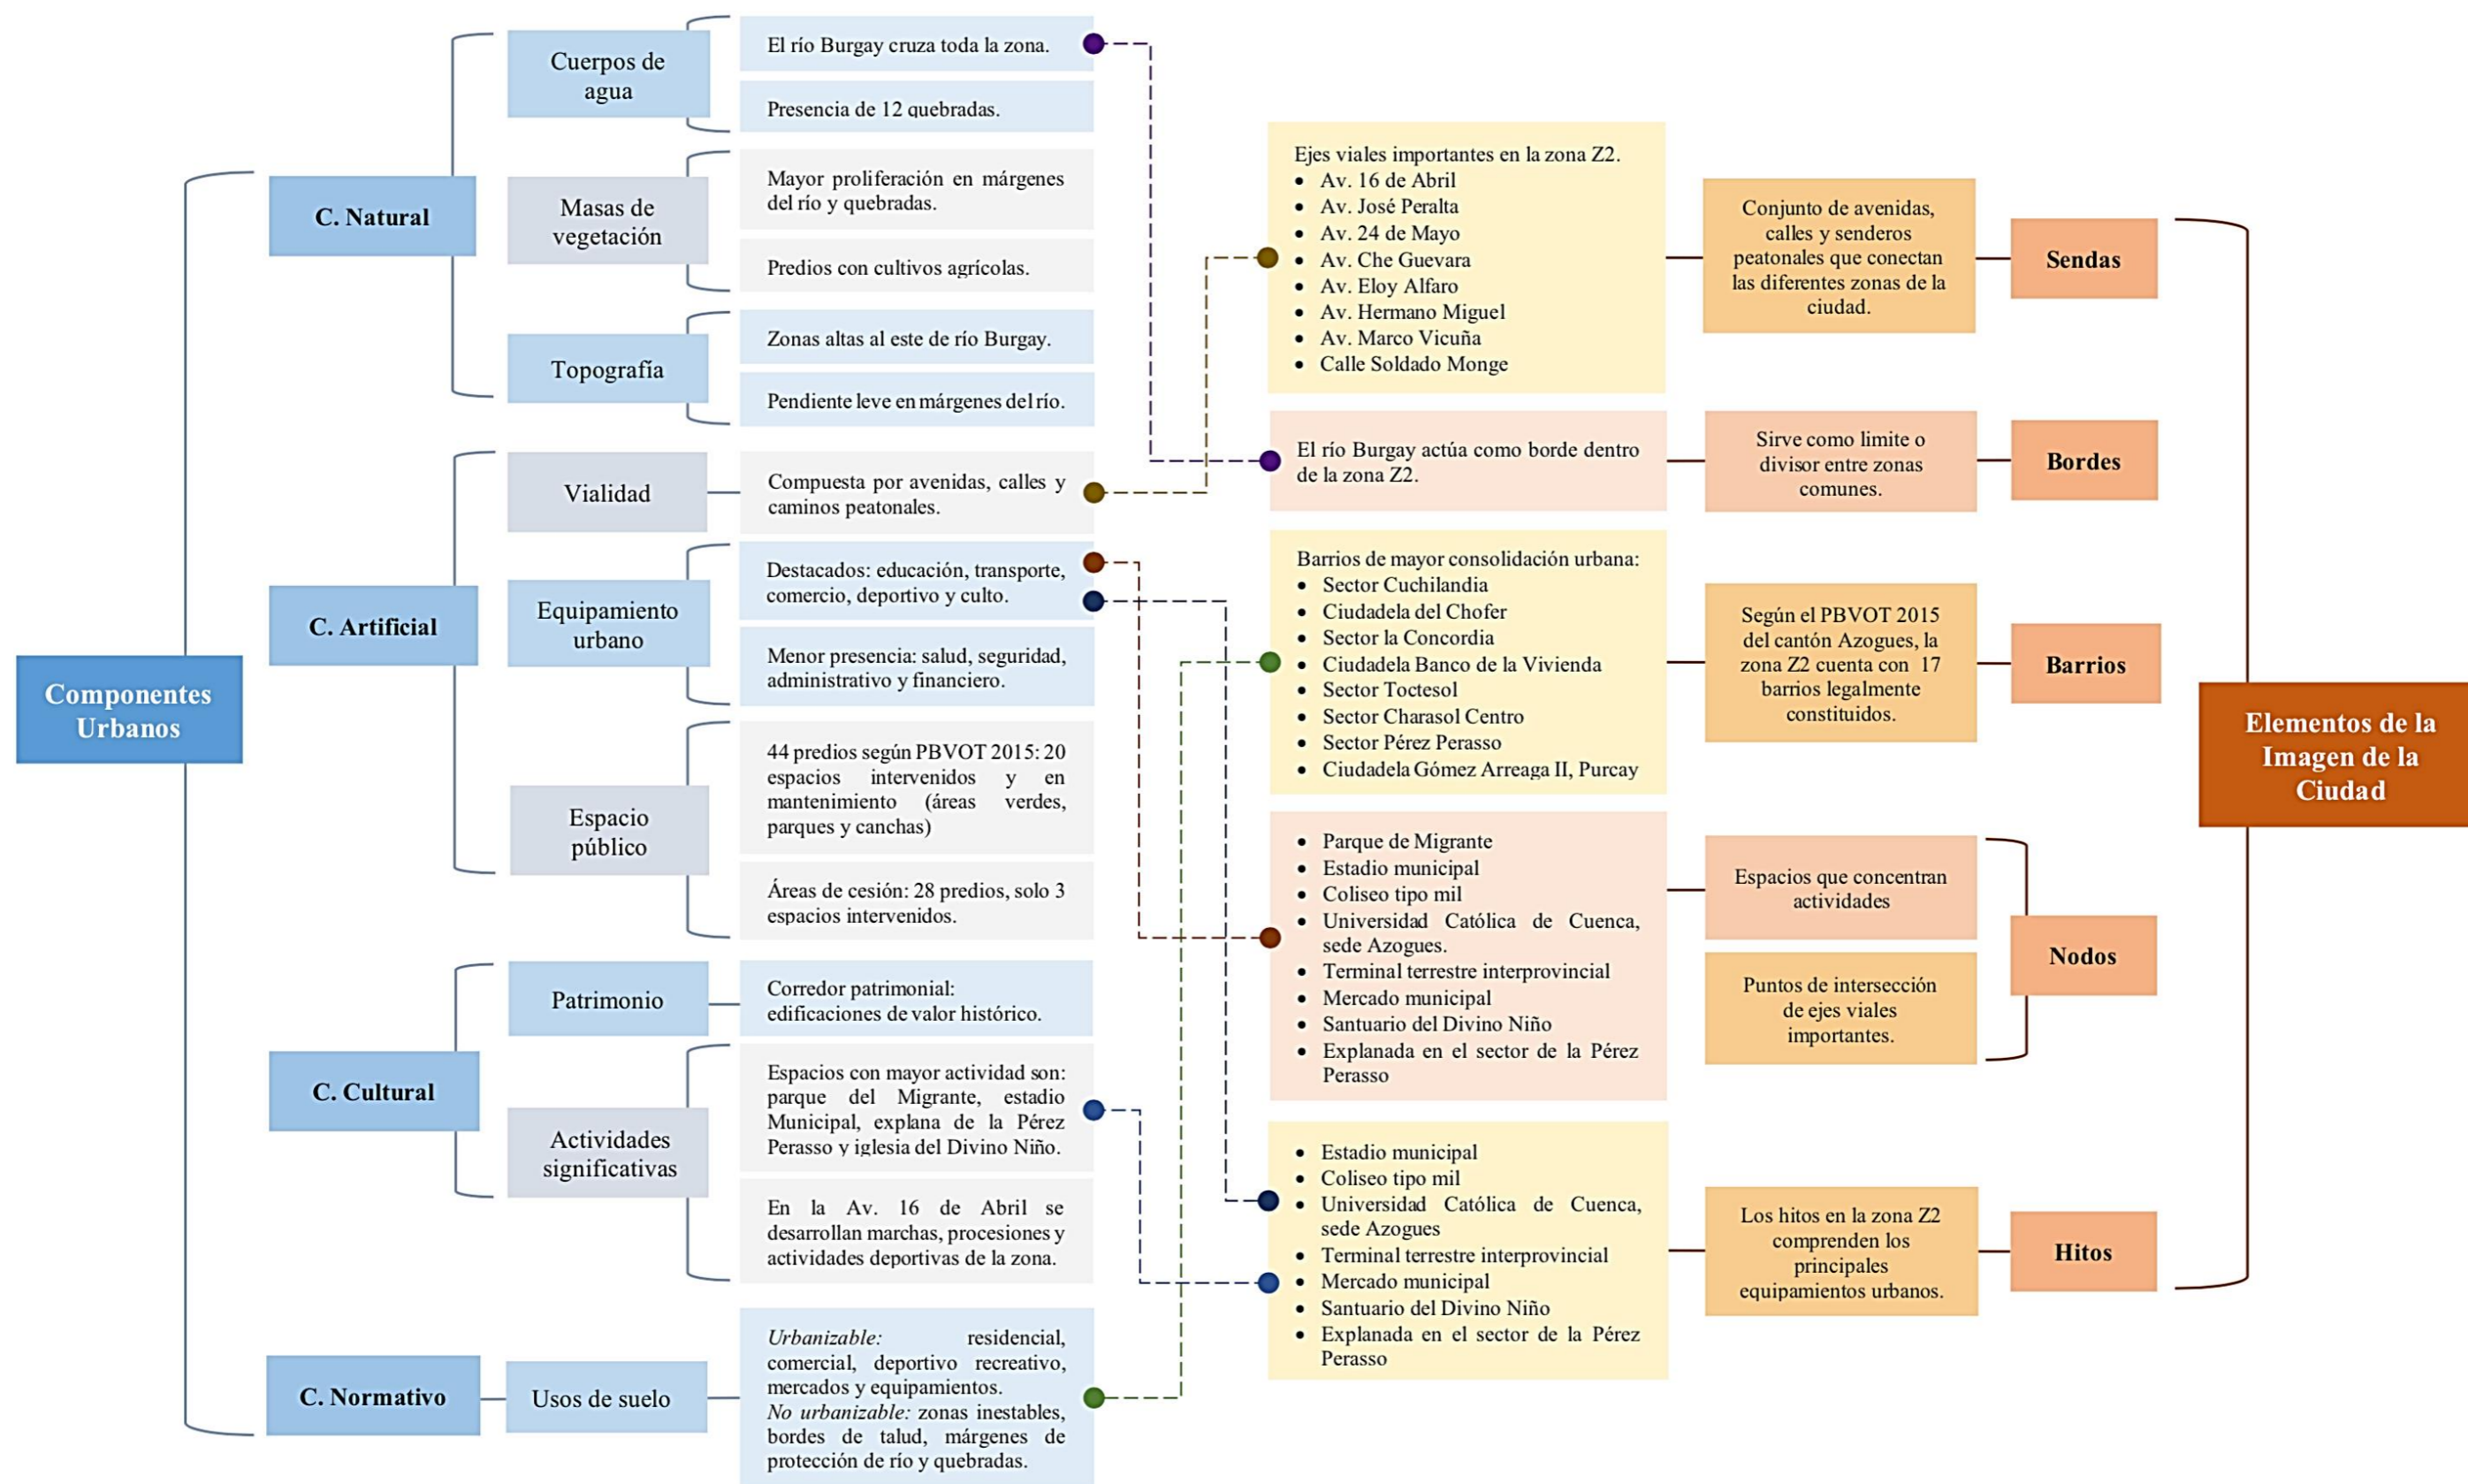 Componentes
Urbanos
C. Natural
Cuerpos de
agua
El río Burgay cruza toda la zona.
Presencia de 12 quebradas.
Masas de
vegetación
Mayor proliferación en márgenes
del río y quebradas.
Predios con cultivos agrícolas.
Topografía
Zonas altas al este de río Burgay.
Pendiente leve en márgenes del río.
C. Artificial
Vialidad
Compuesta por avenidas, calles y
caminos peatonales.
Equipamiento
urbano
Destacados: educación, transporte,
comercio, deportivo y culto.
Menor presencia: salud, seguridad,
administrativo y financiero.
Espacio
público
44 predios según PBVOT 2015: 20
espacios intervenidos y en
mantenimiento (áreas verdes,
parques y canchas)
Áreas de cesión: 28 predios, solo 3
espacios intervenidos.
C. Cultural
Patrimonio
Corredor patrimonial:
edificaciones de valor histórico.
Actividades
significativas
Espacios con mayor actividad son:
parque del Migrante, estadio
Municipal, explana de la Pérez
Perasso y iglesia del Divino Niño.
En la Av. 16 de Abril se
desarrollan marchas, procesiones y
actividades deportivas de la zona.
C. Normativo
Usos de suelo
Urbanizable: residencial,
comercial, deportivo recreativo,
mercados y equipamientos.
No urbanizable: zonas inestables,
bordes de talud, márgenes de
protección de río y quebradas.
Ejes viales importantes en la zona Z2.
• Av. 16 de Abril
• Av. José Peralta
• Av. 24 de Mayo
• Av. Che Guevara
• Av. Eloy Alfaro
• Av. Hermano Miguel
• Av. Marco Vicuña
• Calle Soldado Monge
Conjunto de avenidas,
calles y senderos
peatonales que conectan
las diferentes zonas de la
ciudad.
Sendas
El río Burgay actúa como borde dentro
de la zona Z2.
Sirve como limite o
divisor entre zonas
comunes.
Bordes
Barrios de mayor consolidación urbana:
• Sector Cuchilandia
• Ciudadela del Chofer
• Sector la Concordia
• Ciudadela Banco de la Vivienda
• Sector Toctesol
• Sector Charasol Centro
• Sector Pérez Perasso
• Ciudadela Gómez Arreaga II, Purcay
Según el PBVOT 2015
del cantón Azogues, la
zona Z2 cuenta con 17
barrios legalmente
constituidos.
Barrios
• Parque de Migrante
• Estadio municipal
• Coliseo tipo mil
• Universidad Católica de Cuenca,
sede Azogues.
• Terminal terrestre interprovincial
• Mercado municipal
• Santuario del Divino Niño
• Explanada en el sector de la Pérez
Perasso
Espacios que concentran
actividades
Puntos de intersección
de ejes viales
importantes.
Nodos
• Estadio municipal
• Coliseo tipo mil
• Universidad Católica de Cuenca,
sede Azogues
• Terminal terrestre interprovincial
• Mercado municipal
• Santuario del Divino Niño
• Explanada en el sector de la Pérez
Perasso
Los hitos en la zona Z2
comprenden los
principales
equipamientos urbanos.
Hitos
Elementos de la
Imagen de la
Ciudad